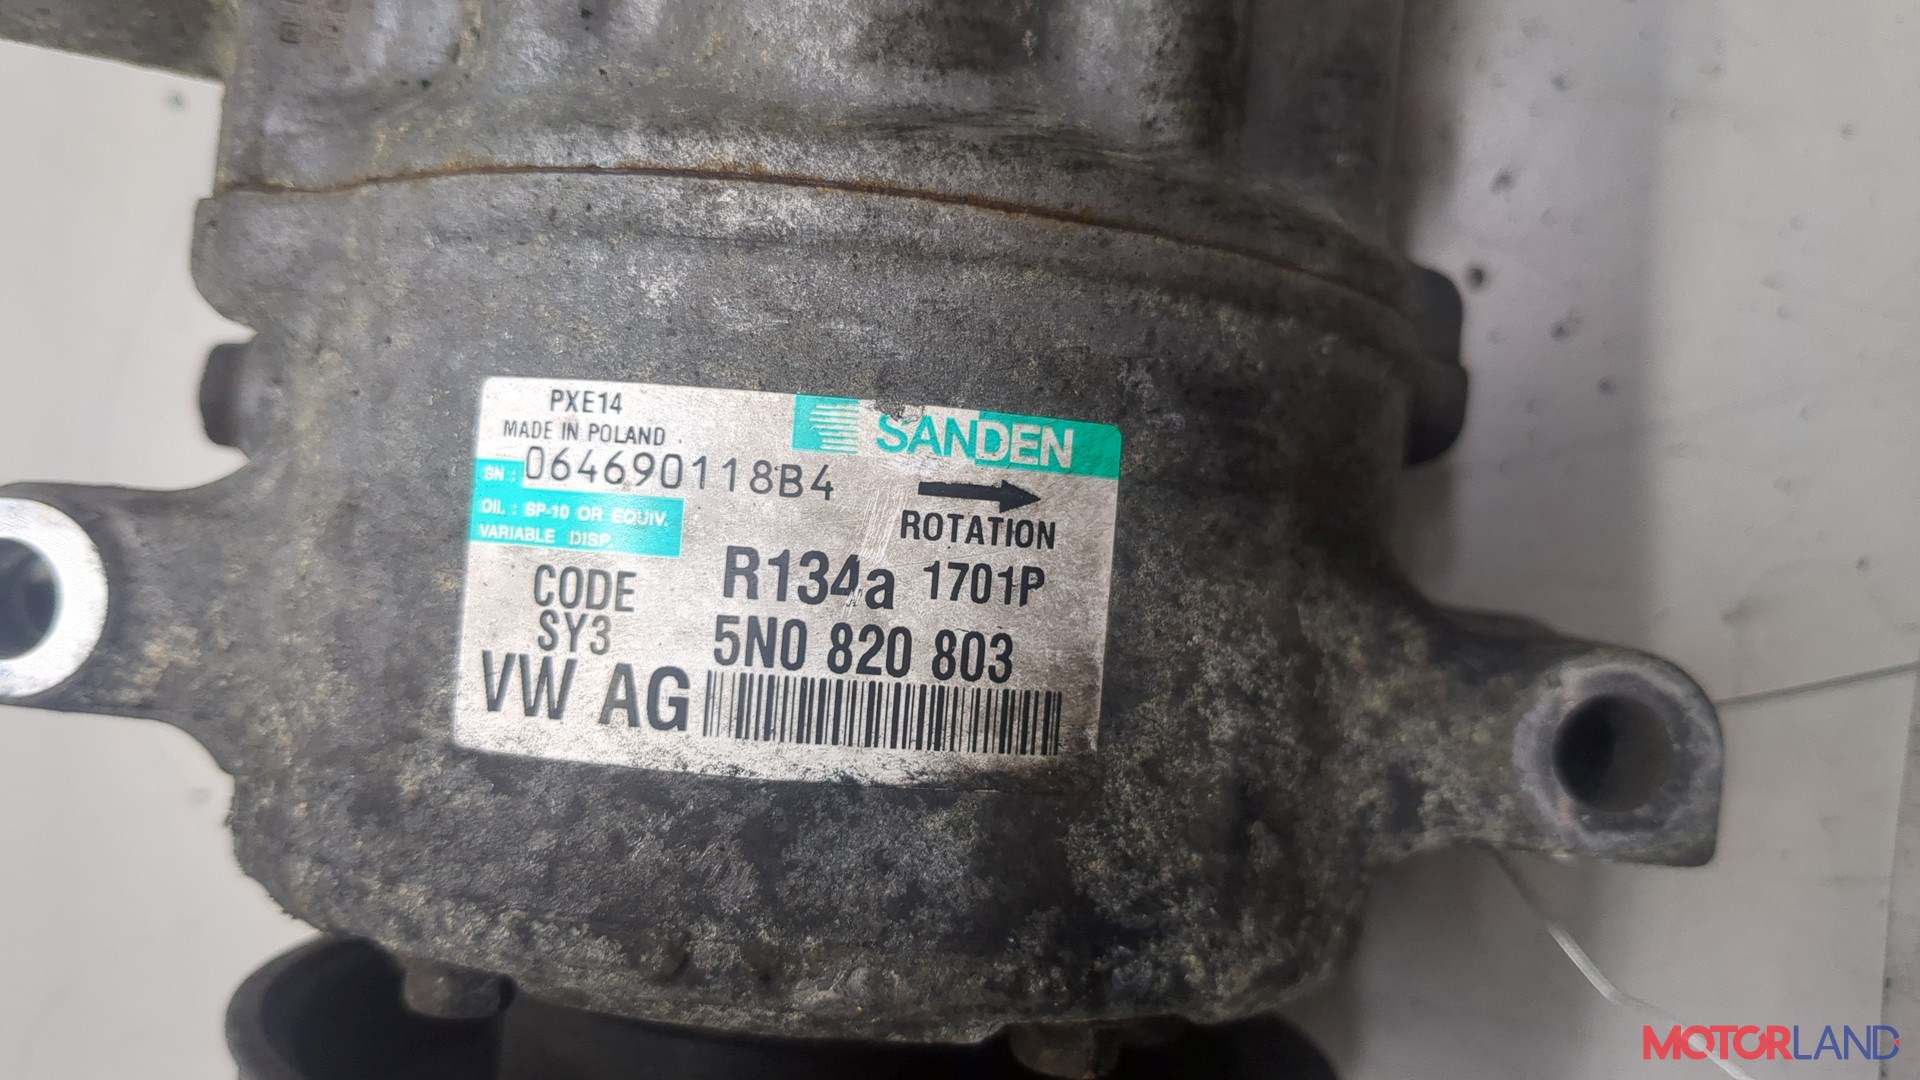 PXE14
MADE IN POLAND
SANDEN
SN : 064690118B4
OIL : SP-10 OR EQUIV.
VARIABLE DISP.
ROTATION
CODE
SY3
R134a 1701P
5N0 820 803
VW AG
MOTORLAND